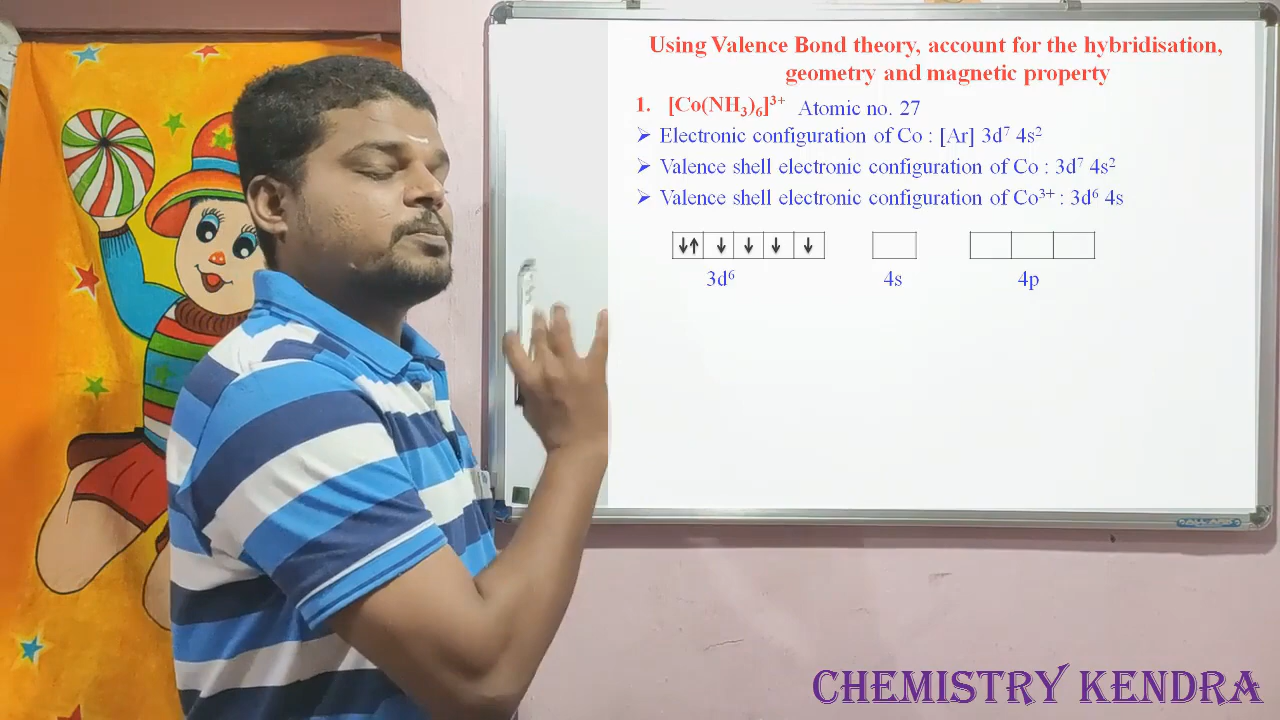 Using Valence Bond theory, account for the hybridisation,
geometry and magnetic property
1. [Co(NH₃)₆]³⁺ Atomic no. 27
➢ Electronic configuration of Co : [Ar] 3d⁷ 4s²
➢ Valence shell electronic configuration of Co : 3d⁷ 4s²
➢ Valence shell electronic configuration of Co³⁺ : 3d⁶ 4s
↓↑ ↓ ↓ ↓ ↓
3d⁶ 4s 4p
CHEMISTRY KENDRA